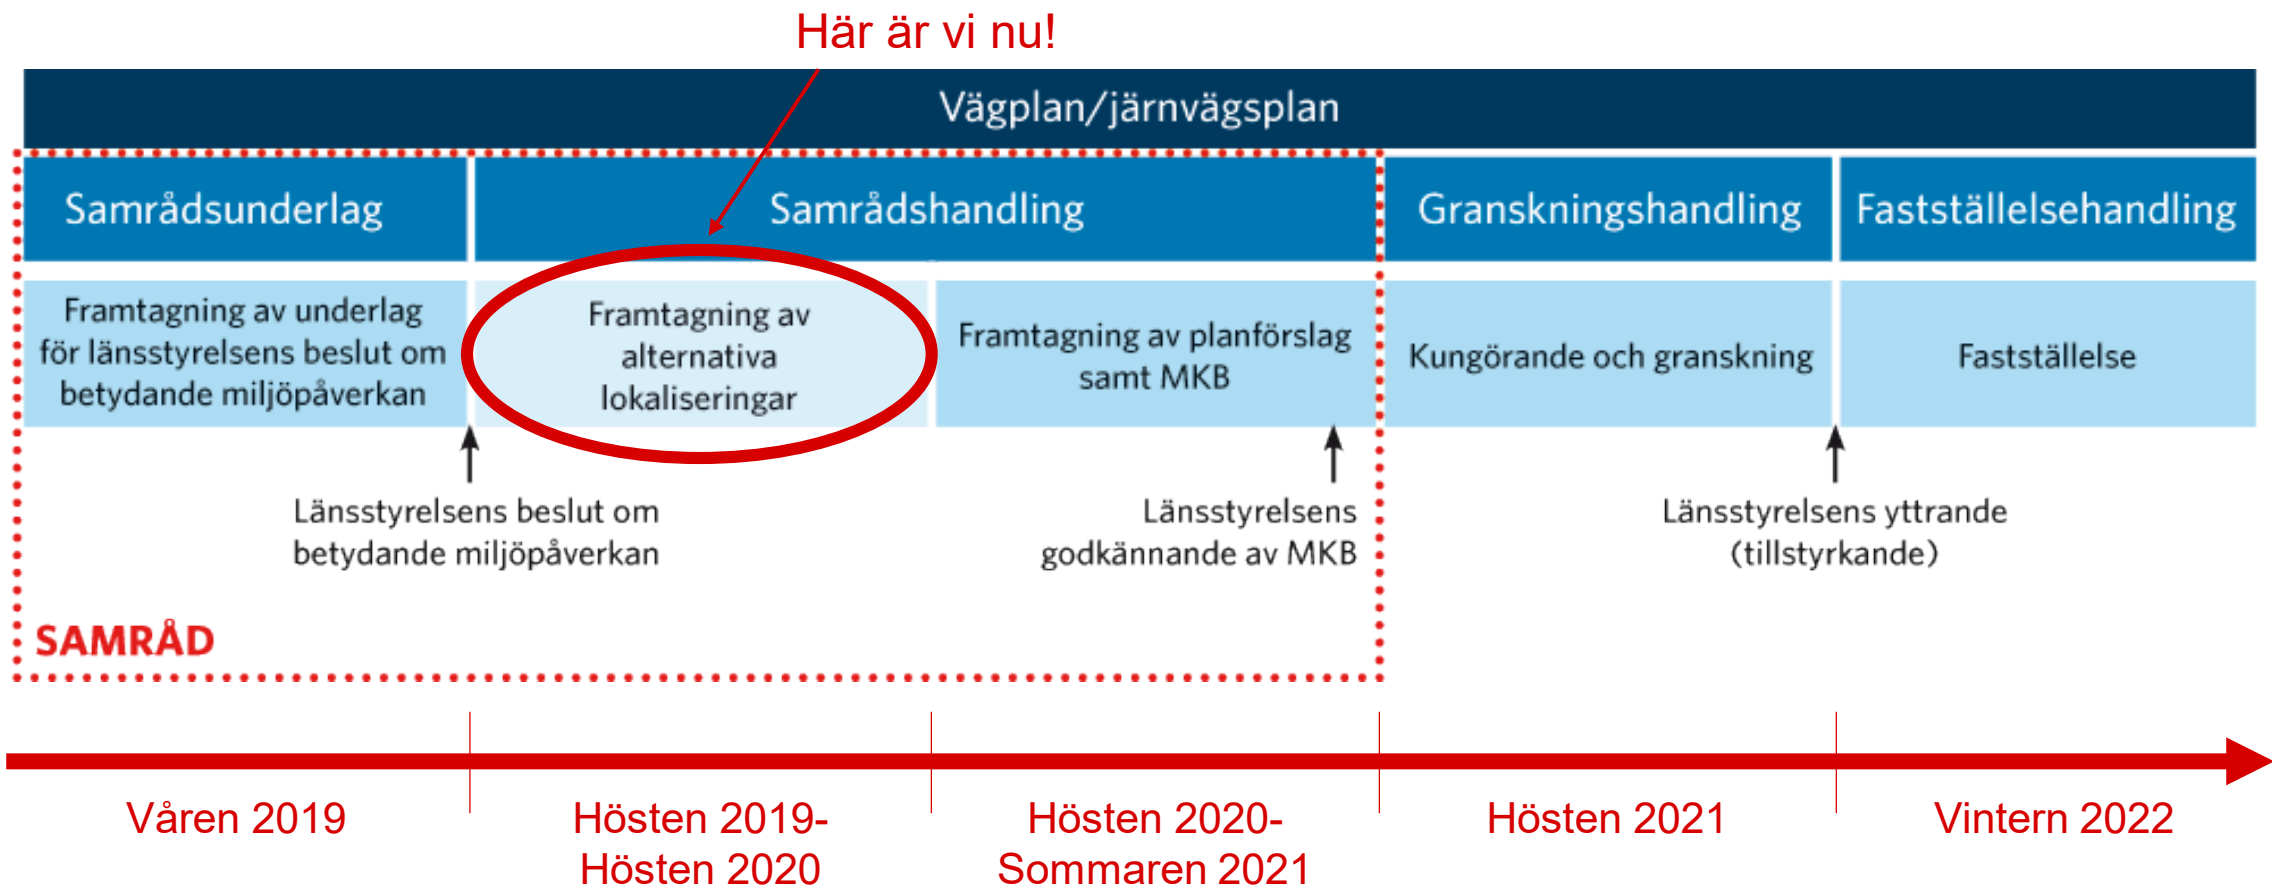 Här är vi nu!
Vägplan/järnvägsplan
Samrådsunderlag
Samrådshandling
Granskningshandling
Fastställelsehandling
Framtagning av underlag
för länsstyrelsens beslut om
betydande miljöpåverkan
Framtagning av
alternativa
lokaliseringar
Framtagning av planförslag
samt MKB
Kungörande och granskning
Fastställelse
Länsstyrelsens beslut om
betydande miljöpåverkan
Länsstyrelsens
godkännande av MKB
Länsstyrelsens yttrande
(tillstyrkande)
SAMRÅD
Våren 2019
Hösten 2019-
Hösten 2020
Hösten 2020-
Sommaren 2021
Hösten 2021
Vintern 2022